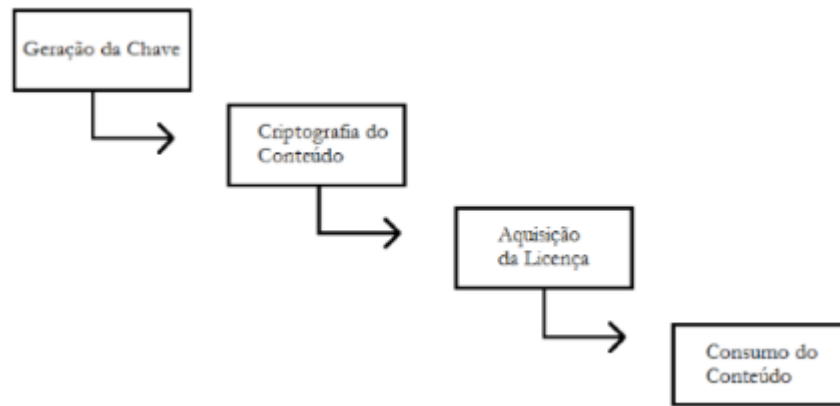 Geração da Chave
Criptografia do
Conteúdo
Aquisição
da Licença
Consumo do
Conteúdo